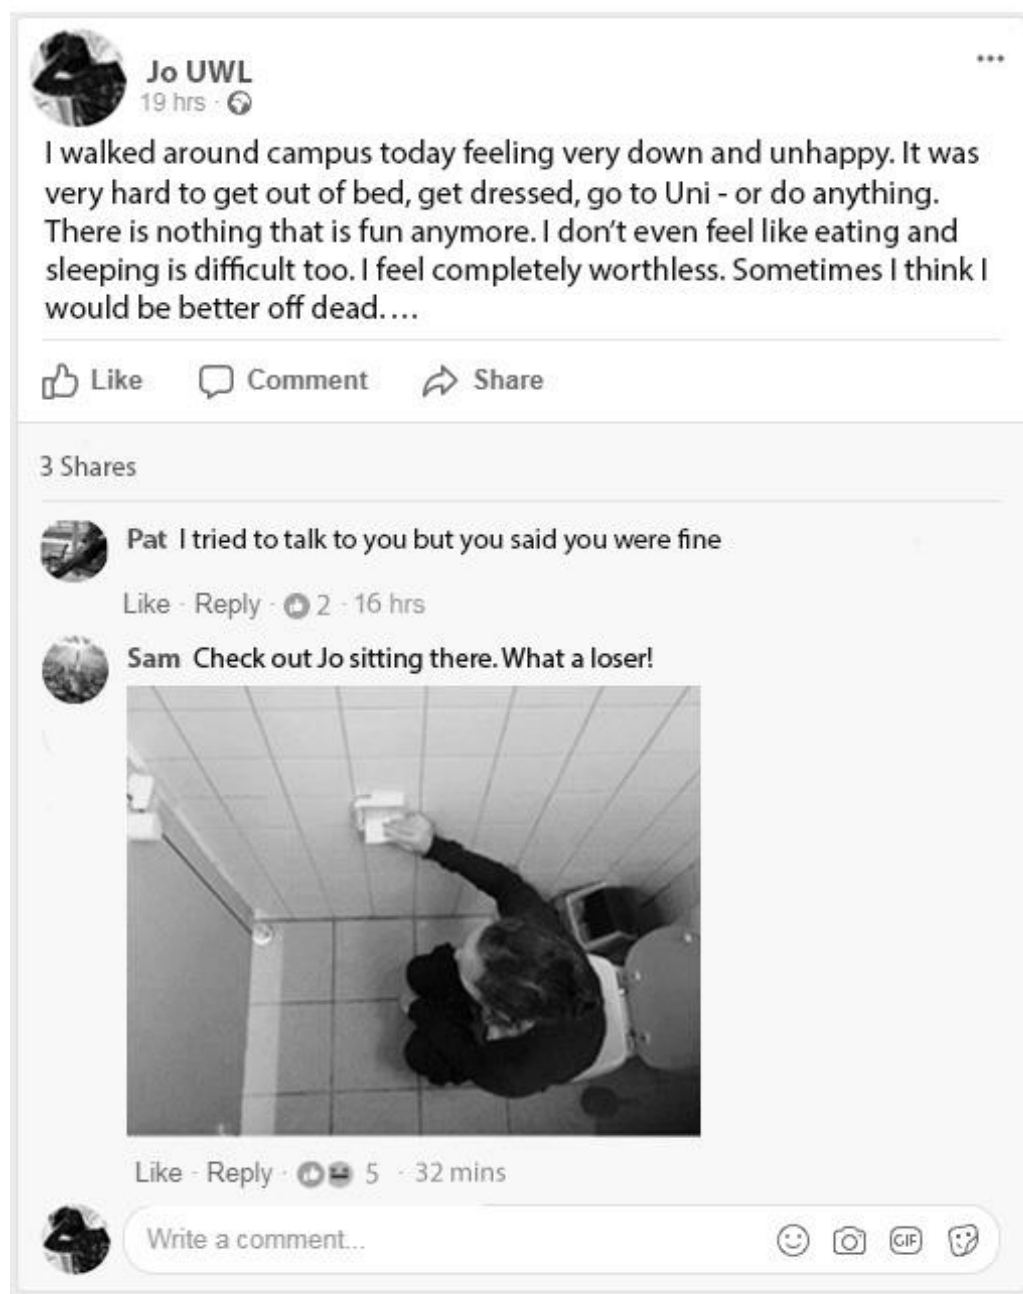 Jo UWL
19 hrs ·
I walked around campus today feeling very down and unhappy. It was
very hard to get out of bed, get dressed, go to Uni - or do anything.
There is nothing that is fun anymore. I don't even feel like eating and
sleeping is difficult too. I feel completely worthless. Sometimes I think I
would be better off dead....
Like Comment Share
3 Shares
Pat I tried to talk to you but you said you were fine
Like · Reply · 2 · 16 hrs
Sam Check out Jo sitting there. What a loser!
Like · Reply · 5 · 32 mins
Write a comment...
GIF